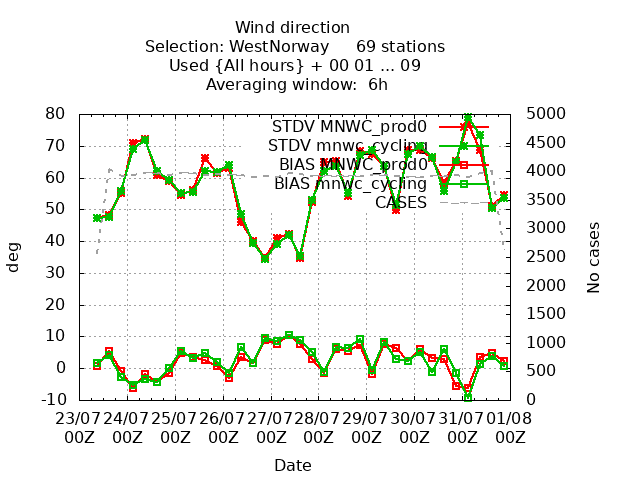 Wind direction
Selection: WestNorway 69 stations
Used {All hours} + 00 01 ... 09
Averaging window: 6h
80 5000
STDV MNWC_prod0
70 4500
STDV mnwc_cycling
4000
BIAS MNWC_prod0
60 3500
BIAS mnwc_cycling
CASES
50 3000
40 2500
deg
No cases
30 2000
20 1500
10 1000
0 500
-10 0
23/07 24/07 25/07 26/07 27/07 28/07 29/07 30/07 31/07 01/08
00Z 00Z 00Z 00Z 00Z 00Z 00Z 00Z 00Z 00Z
Date